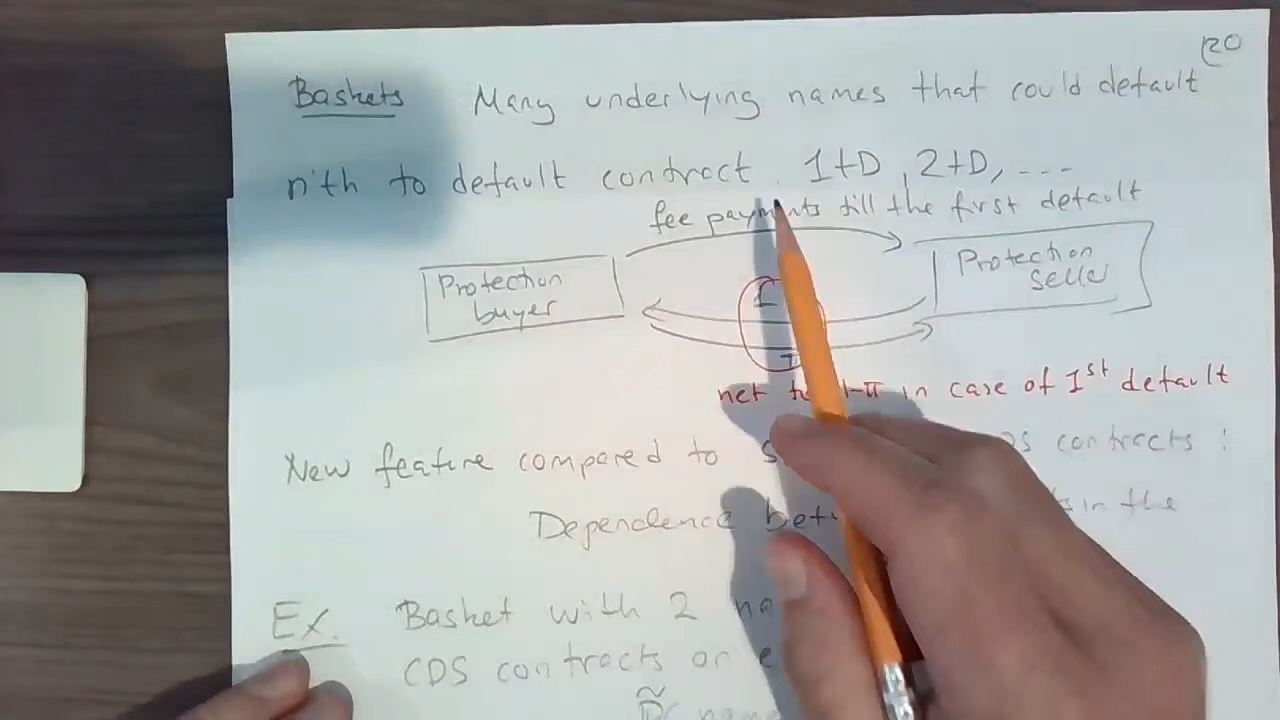 20
Baskets Many underlying names that could default
n'th to default contract. 1tD, 2tD, ...
fee payments till the first default
Protection buyer
Protection seller
net 1-π in case of 1st default
New feature compared to contracts :
Dependence in the
Ex. Basket with 2
CDS contracts on